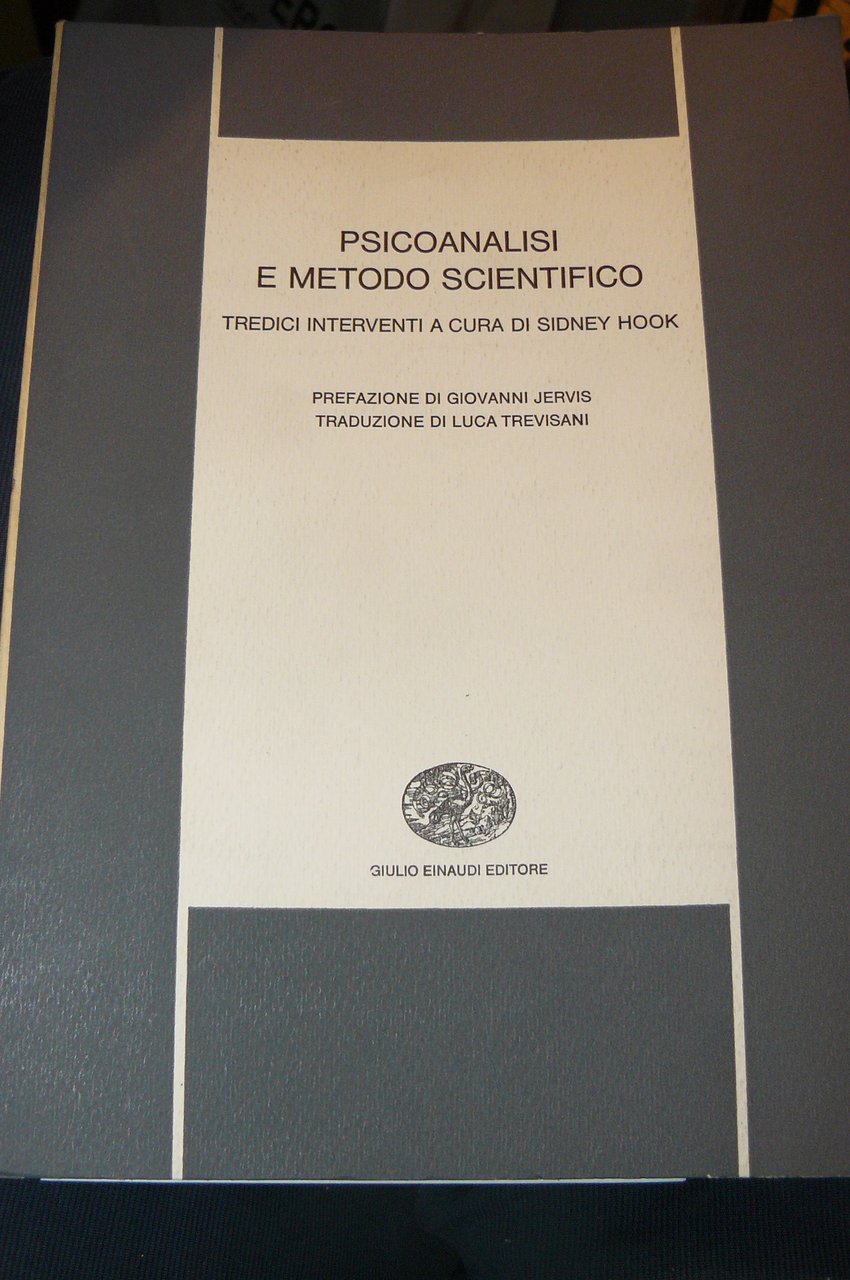 PSICOANALISI
E METODO SCIENTIFICO
TREDICI INTERVENTI A CURA DI SIDNEY HOOK
PREFAZIONE DI GIOVANNI JERVIS
TRADUZIONE DI LUCA TREVISANI
GIULIO EINAUDI EDITORE